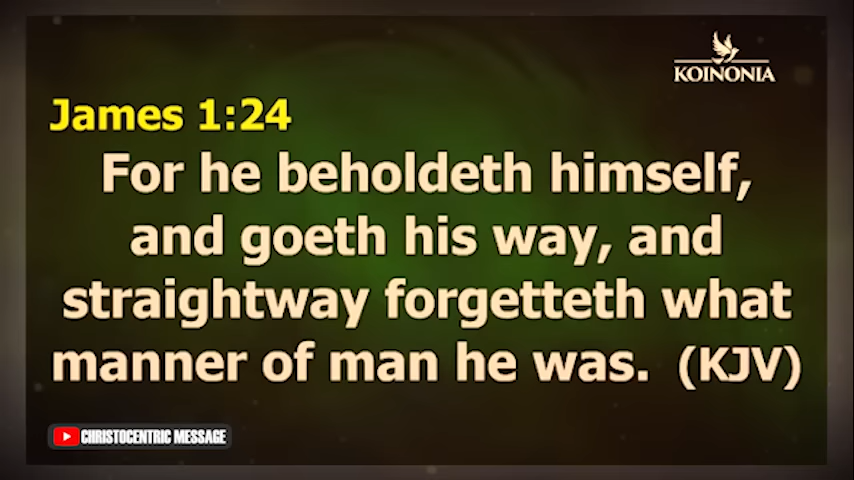 KOINONIA
James 1:24
For he beholdeth himself,
and goeth his way, and
straightway forgetteth what
manner of man he was. (KJV)
CHRISTOCENTRIC MESSAGE